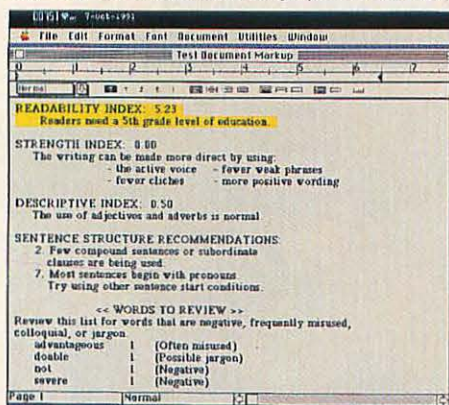 7-Oct-1991
File Edit Format Font Document Utilities Window
Test Document Markup
Normal
READABILITY INDEX: 5.23
Readers need a 5th grade level of education.
STRENGTH INDEX: 0.00
The writing can be made more direct by using:
- the active voice - fewer weak phrases
- fewer cliches - more positive wording
DESCRIPTIVE INDEX: 0.50
The use of adjectives and adverbs is normal.
SENTENCE STRUCTURE RECOMMENDATIONS:
2. Few compound sentences or subordinate
clauses are being used.
7. Most sentences begin with pronouns.
Try using other sentence start conditions.
<< WORDS TO REVIEW >>
Review this list for words that are negative, frequently misused,
colloquial, or jargon.
advantageous 1 (Often misused)
doable 1 (Possible jargon)
not 1 (Negative)
severe 1 (Negative)
Page 1 Normal